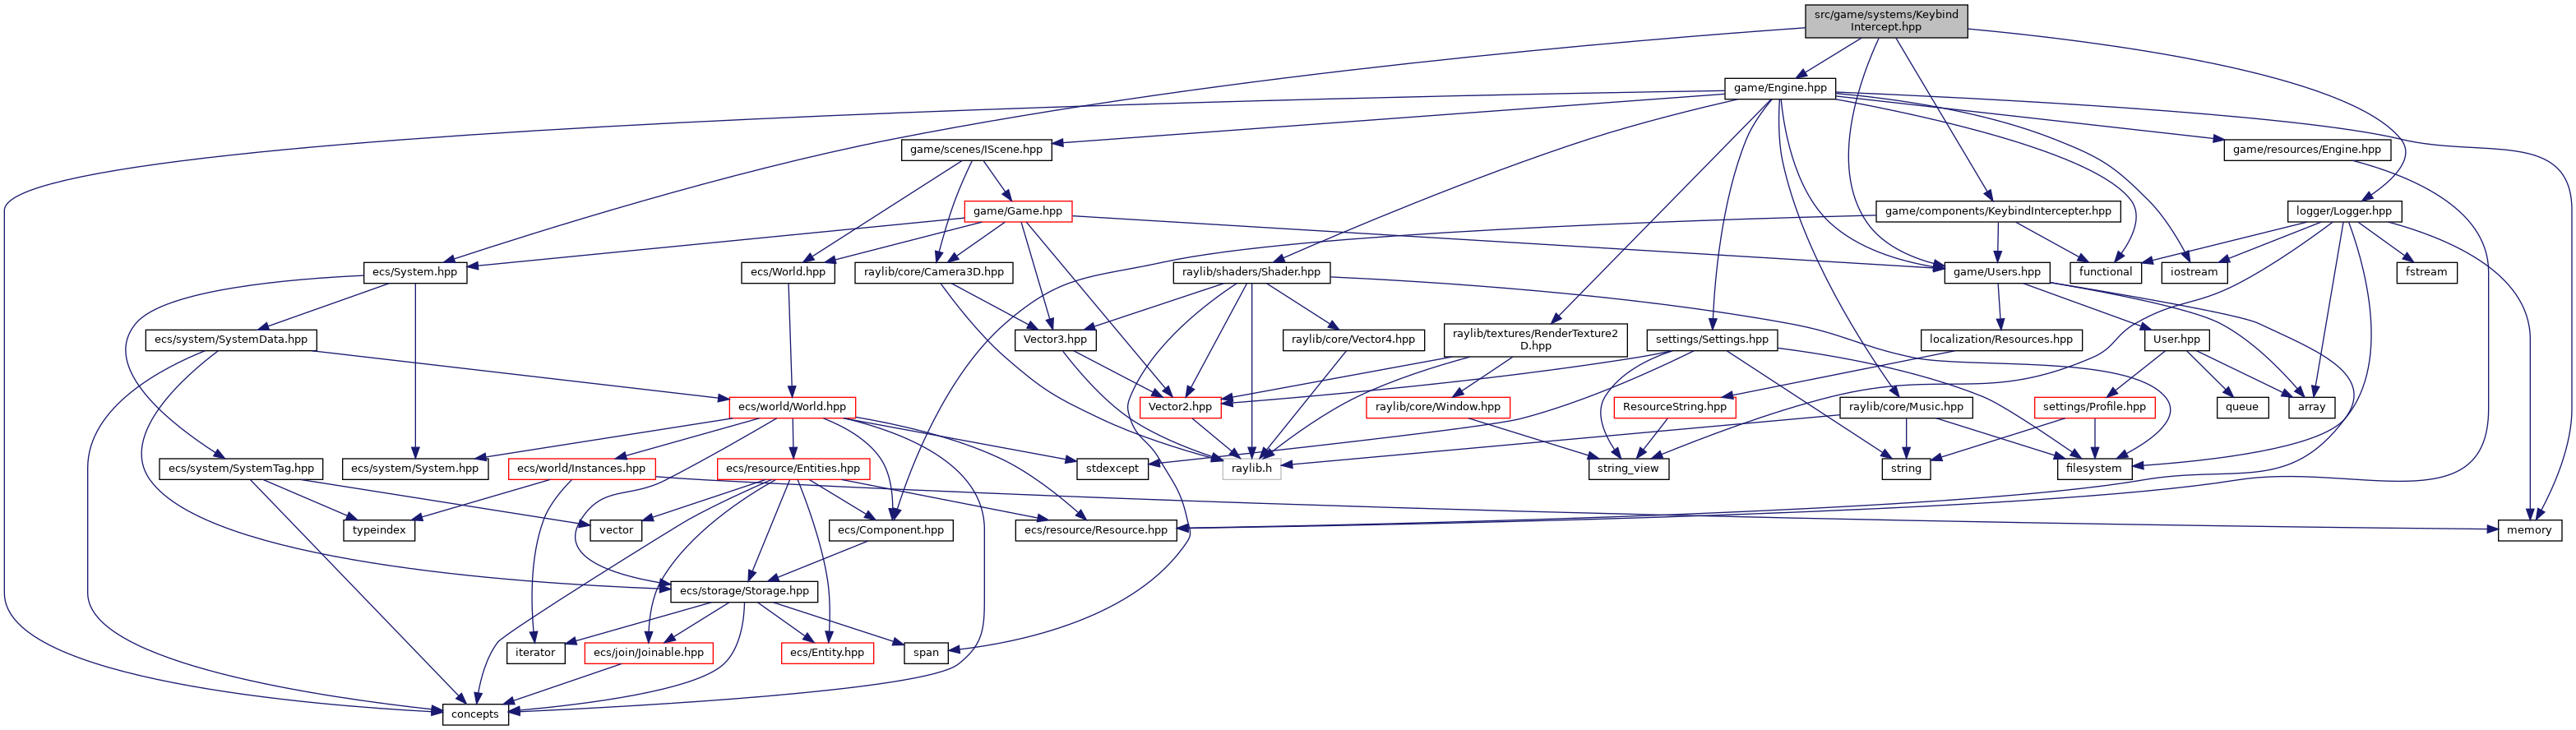 src/game/systems/Keybind
Intercept.hpp
game/Engine.hpp
game/scenes/IScene.hpp
game/resources/Engine.hpp
game/Game.hpp
game/components/KeybindIntercepter.hpp
logger/Logger.hpp
ecs/System.hpp
ecs/World.hpp
raylib/core/Camera3D.hpp
raylib/shaders/Shader.hpp
game/Users.hpp
functional
iostream
fstream
ecs/system/SystemData.hpp
Vector3.hpp
raylib/core/Vector4.hpp
raylib/textures/RenderTexture2
D.hpp
settings/Settings.hpp
localization/Resources.hpp
User.hpp
ecs/world/World.hpp
Vector2.hpp
raylib/core/Window.hpp
ResourceString.hpp
raylib/core/Music.hpp
settings/Profile.hpp
queue
array
ecs/system/SystemTag.hpp
ecs/system/System.hpp
ecs/world/Instances.hpp
ecs/resource/Entities.hpp
stdexcept
raylib.h
string_view
string
filesystem
typeindex
vector
ecs/Component.hpp
ecs/resource/Resource.hpp
memory
ecs/storage/Storage.hpp
iterator
ecs/join/Joinable.hpp
ecs/Entity.hpp
span
concepts